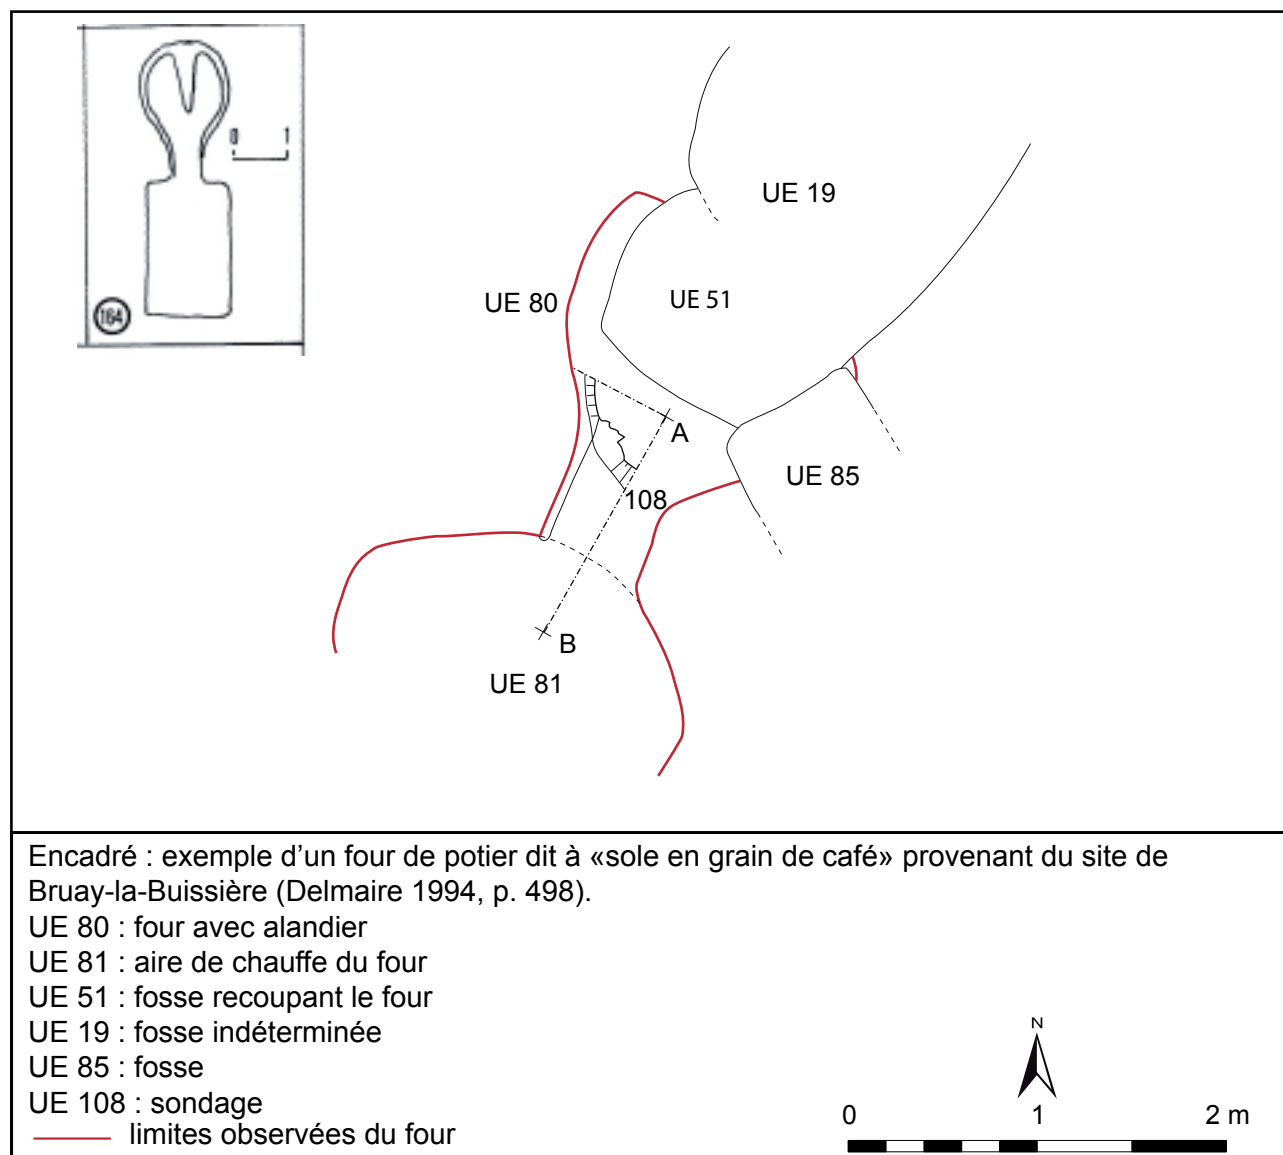 0 1
164
UE 19
UE 80
UE 51
A
UE 85
108
B
UE 81
Encadré : exemple d’un four de potier dit à «sole en grain de café» provenant du site de
Bruay-la-Buissière (Delmaire 1994, p. 498).
UE 80 : four avec alandier
UE 81 : aire de chauffe du four
UE 51 : fosse recoupant le four
UE 19 : fosse indéterminée
UE 85 : fosse
UE 108 : sondage
limites observées du four
N
0 1 2 m